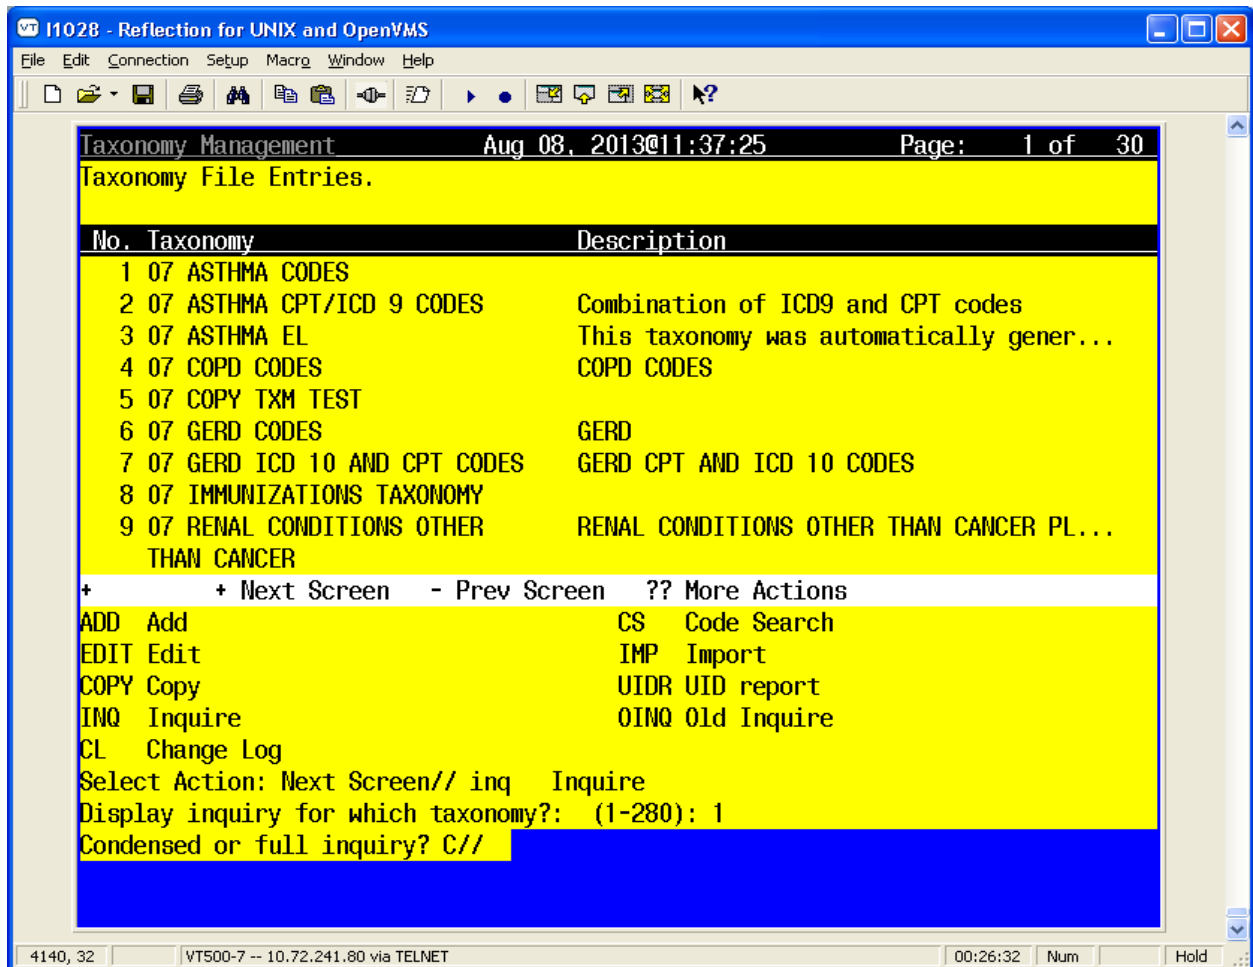 I1028 - Reflection for UNIX and OpenVMS
File Edit Connection Setup Macro Window Help
Taxonomy Management Aug 08, 2013@11:37:25 Page: 1 of 30
Taxonomy File Entries.
No. Taxonomy Description
1 07 ASTHMA CODES
2 07 ASTHMA CPT/ICD 9 CODES Combination of ICD9 and CPT codes
3 07 ASTHMA EL This taxonomy was automatically gener...
4 07 COPD CODES COPD CODES
5 07 COPY TXM TEST
6 07 GERD CODES GERD
7 07 GERD ICD 10 AND CPT CODES GERD CPT AND ICD 10 CODES
8 07 IMMUNIZATIONS TAXONOMY
9 07 RENAL CONDITIONS OTHER RENAL CONDITIONS OTHER THAN CANCER PL...
THAN CANCER
+ + Next Screen - Prev Screen ?? More Actions
ADD Add CS Code Search
EDIT Edit IMP Import
COPY Copy UIDR UID report
INQ Inquire OINQ Old Inquire
CL Change Log
Select Action: Next Screen// inq Inquire
Display inquiry for which taxonomy?: (1-280): 1
Condensed or full inquiry? C//
4140, 32 VT500-7 -- 10.72.241.80 via TELNET 00:26:32 Num Hold